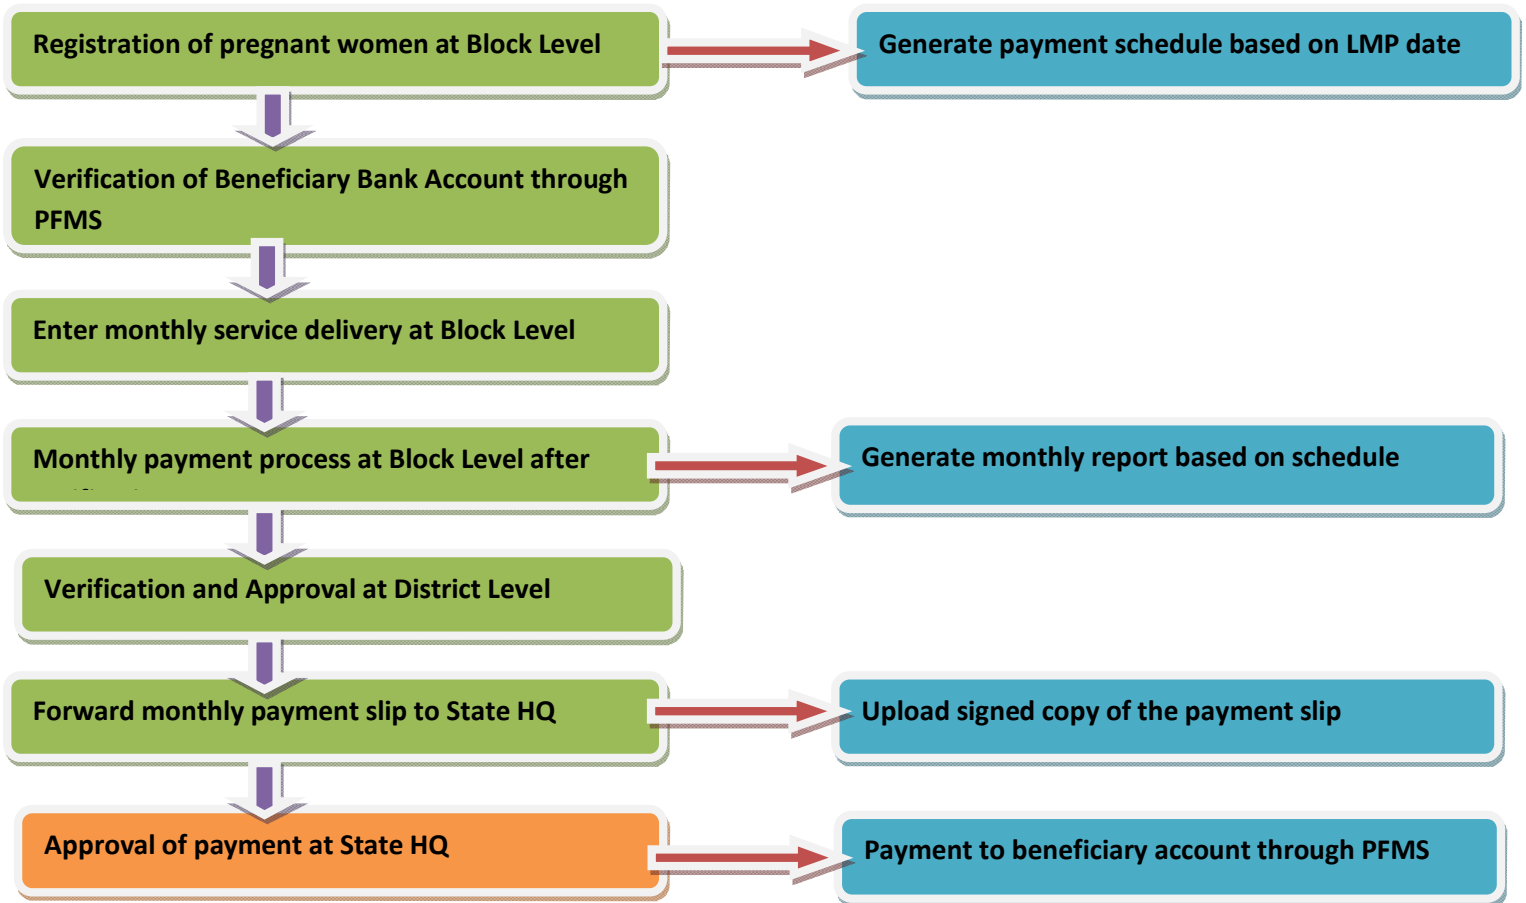 Registration of pregnant women at Block Level
Generate payment schedule based on LMP date
Verification of Beneficiary Bank Account through
PFMS
Enter monthly service delivery at Block Level
Monthly payment process at Block Level after
Generate monthly report based on schedule
Verification and Approval at District Level
Forward monthly payment slip to State HQ
Upload signed copy of the payment slip
Approval of payment at State HQ
Payment to beneficiary account through PFMS